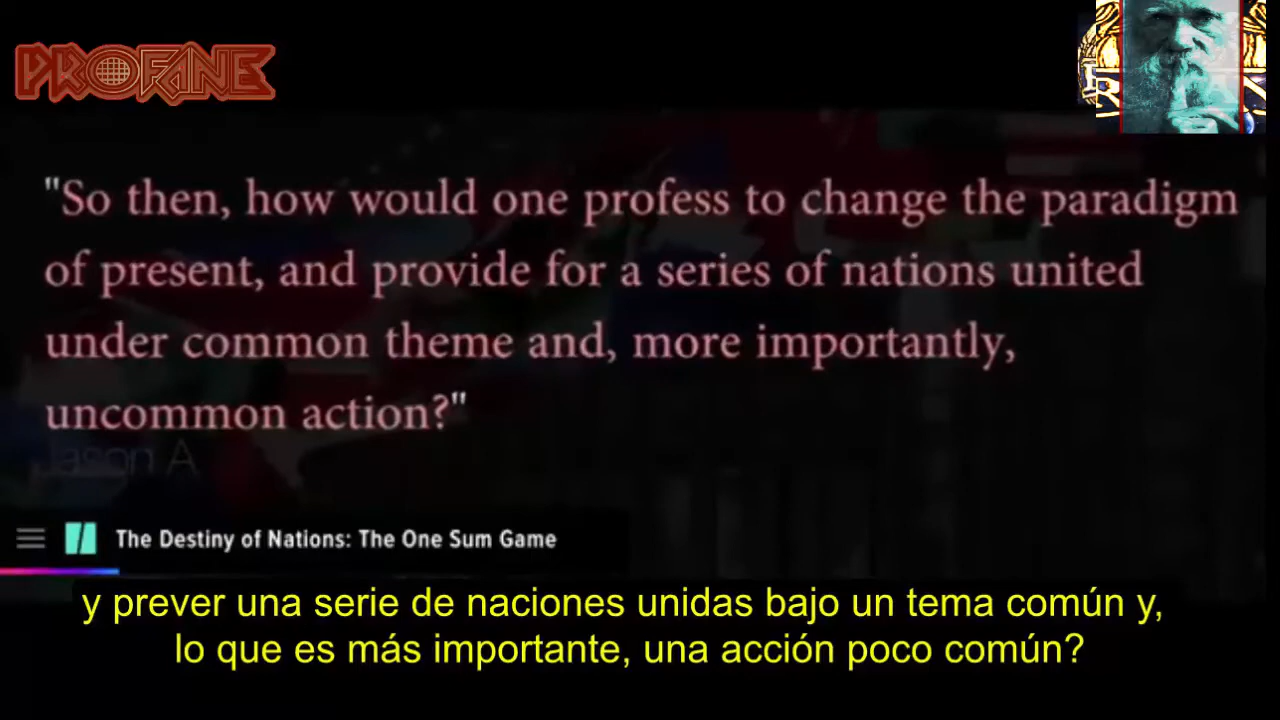 PROFANE
"So then, how would one profess to change the paradigm
of present, and provide for a series of nations united
under common theme and, more importantly,
uncommon action?"
Jason A
The Destiny of Nations: The One Sum Game
y prever una serie de naciones unidas bajo un tema común y,
lo que es más importante, una acción poco común?